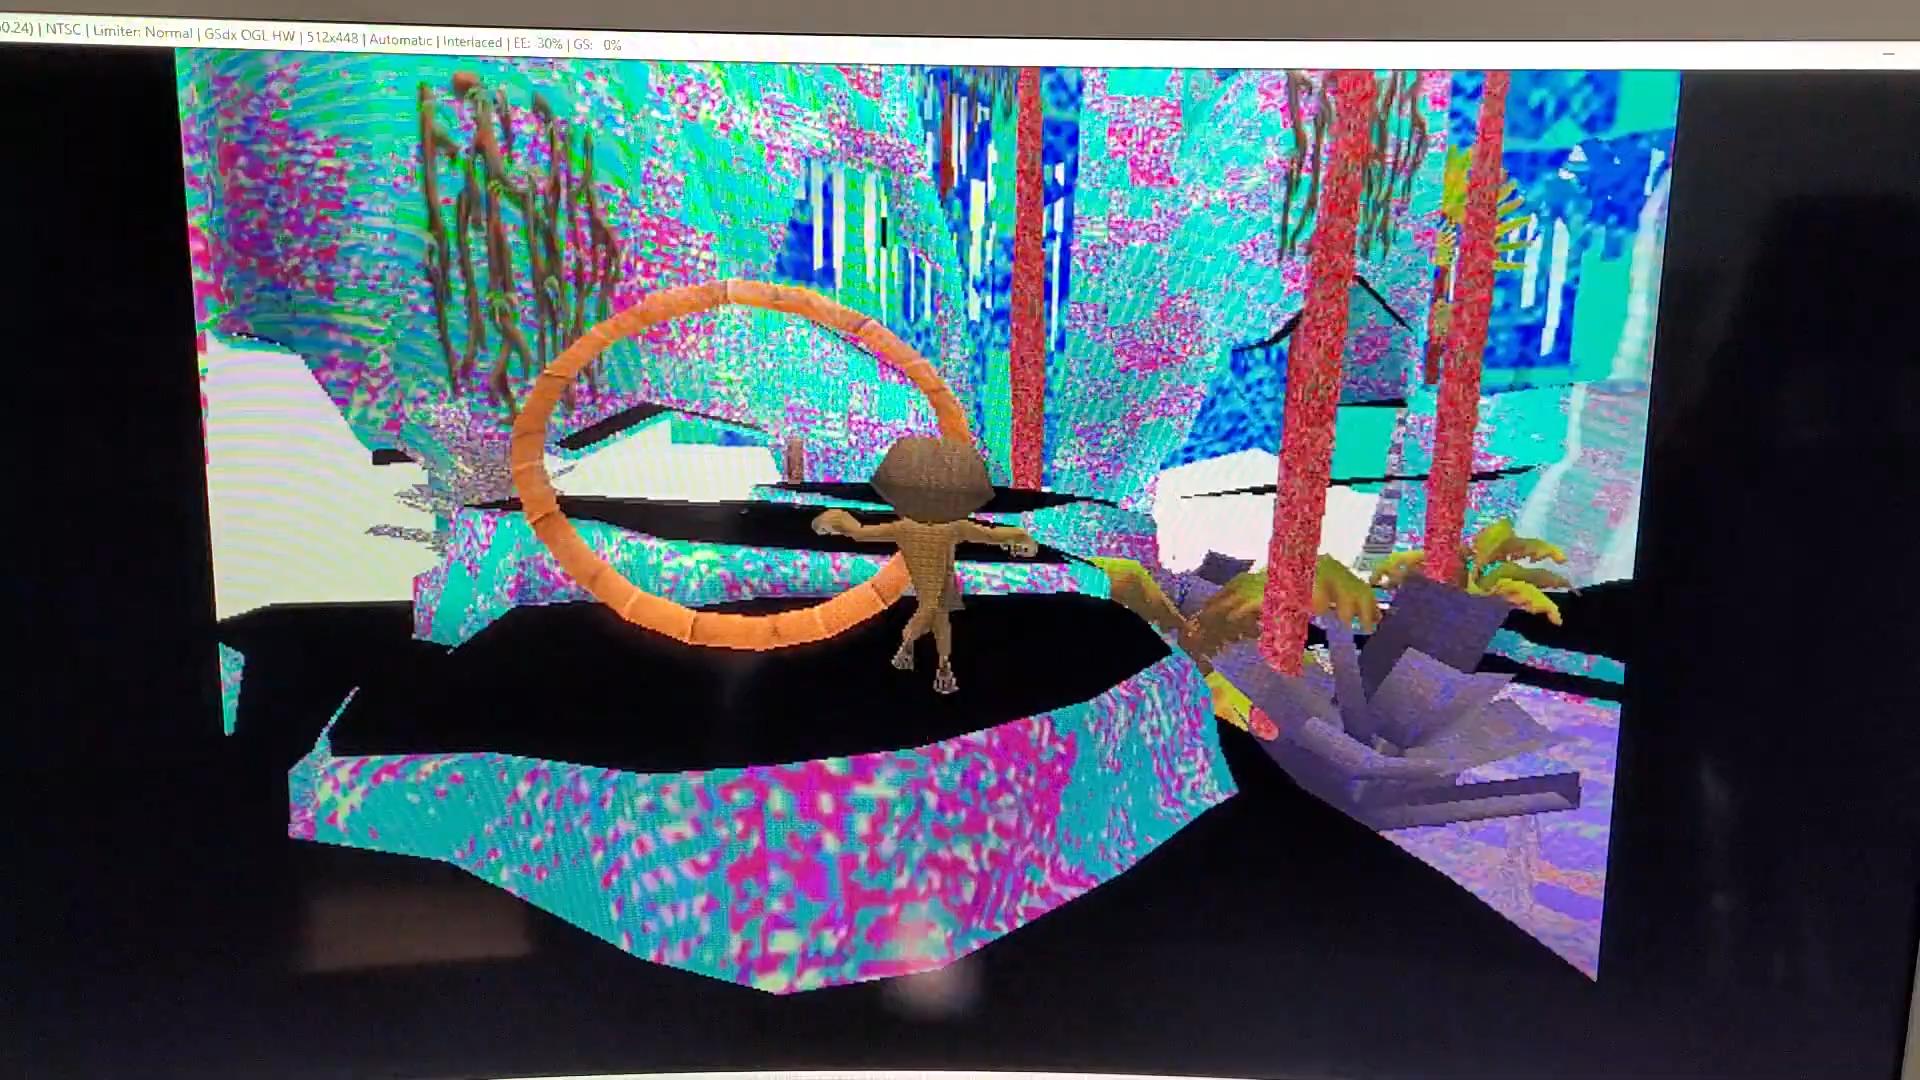 0.24) | NTSC | Limiter: Normal | GSdx OGL HW | 512x448 | Automatic | Interlaced | EE: 30% | GS: 0%